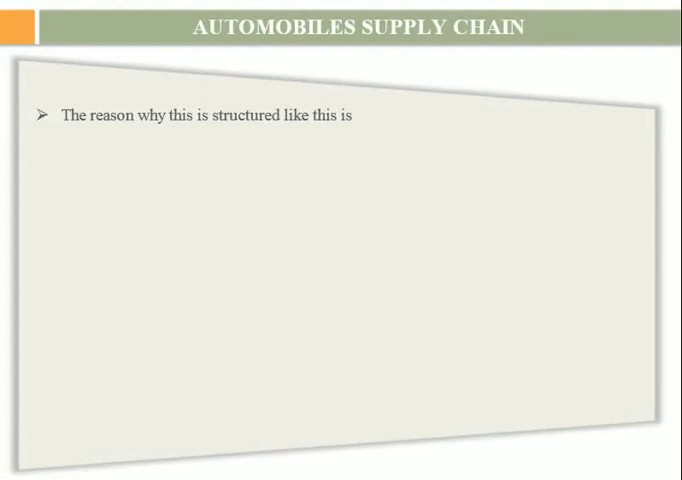 AUTOMOBILES SUPPLY CHAIN
➢ The reason why this is structured like this is